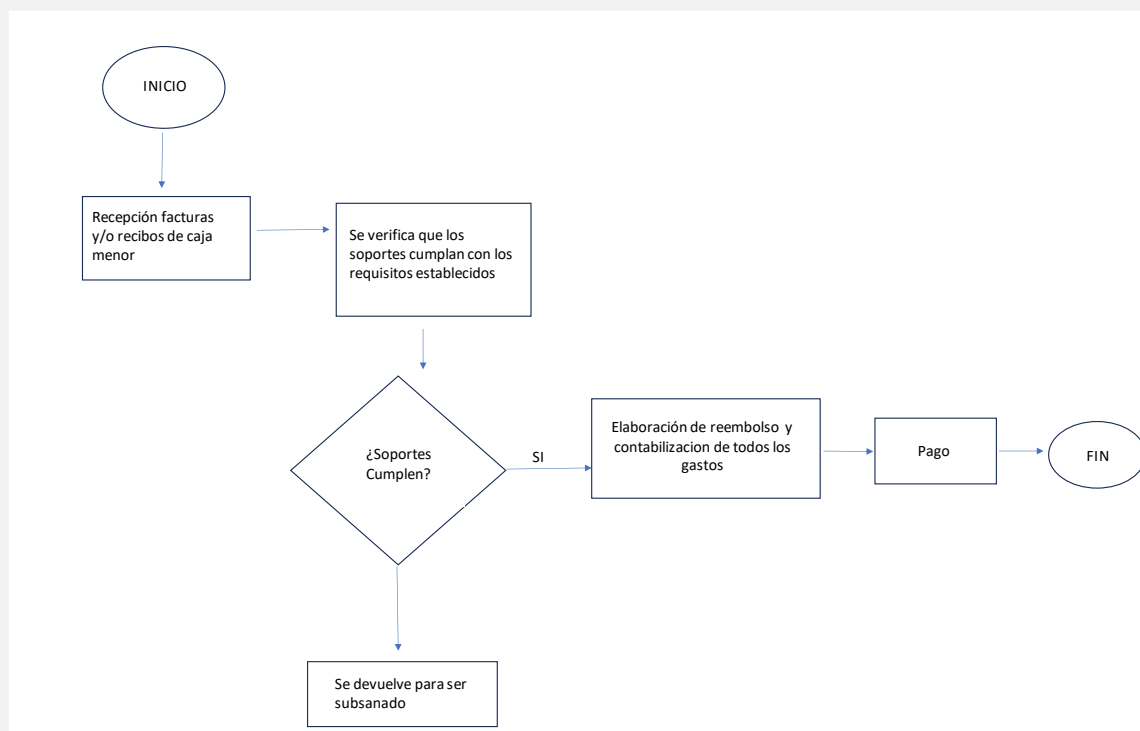 INICIO
Recepción facturas
y/o recibos de caja
menor
Se verifica que los
soportes cumplan con los
requisitos establecidos
¿Soportes
Cumplen?
SI
Elaboración de reembolso y
contabilizacion de todos los
gastos
Pago
FIN
Se devuelve para ser
subsanado